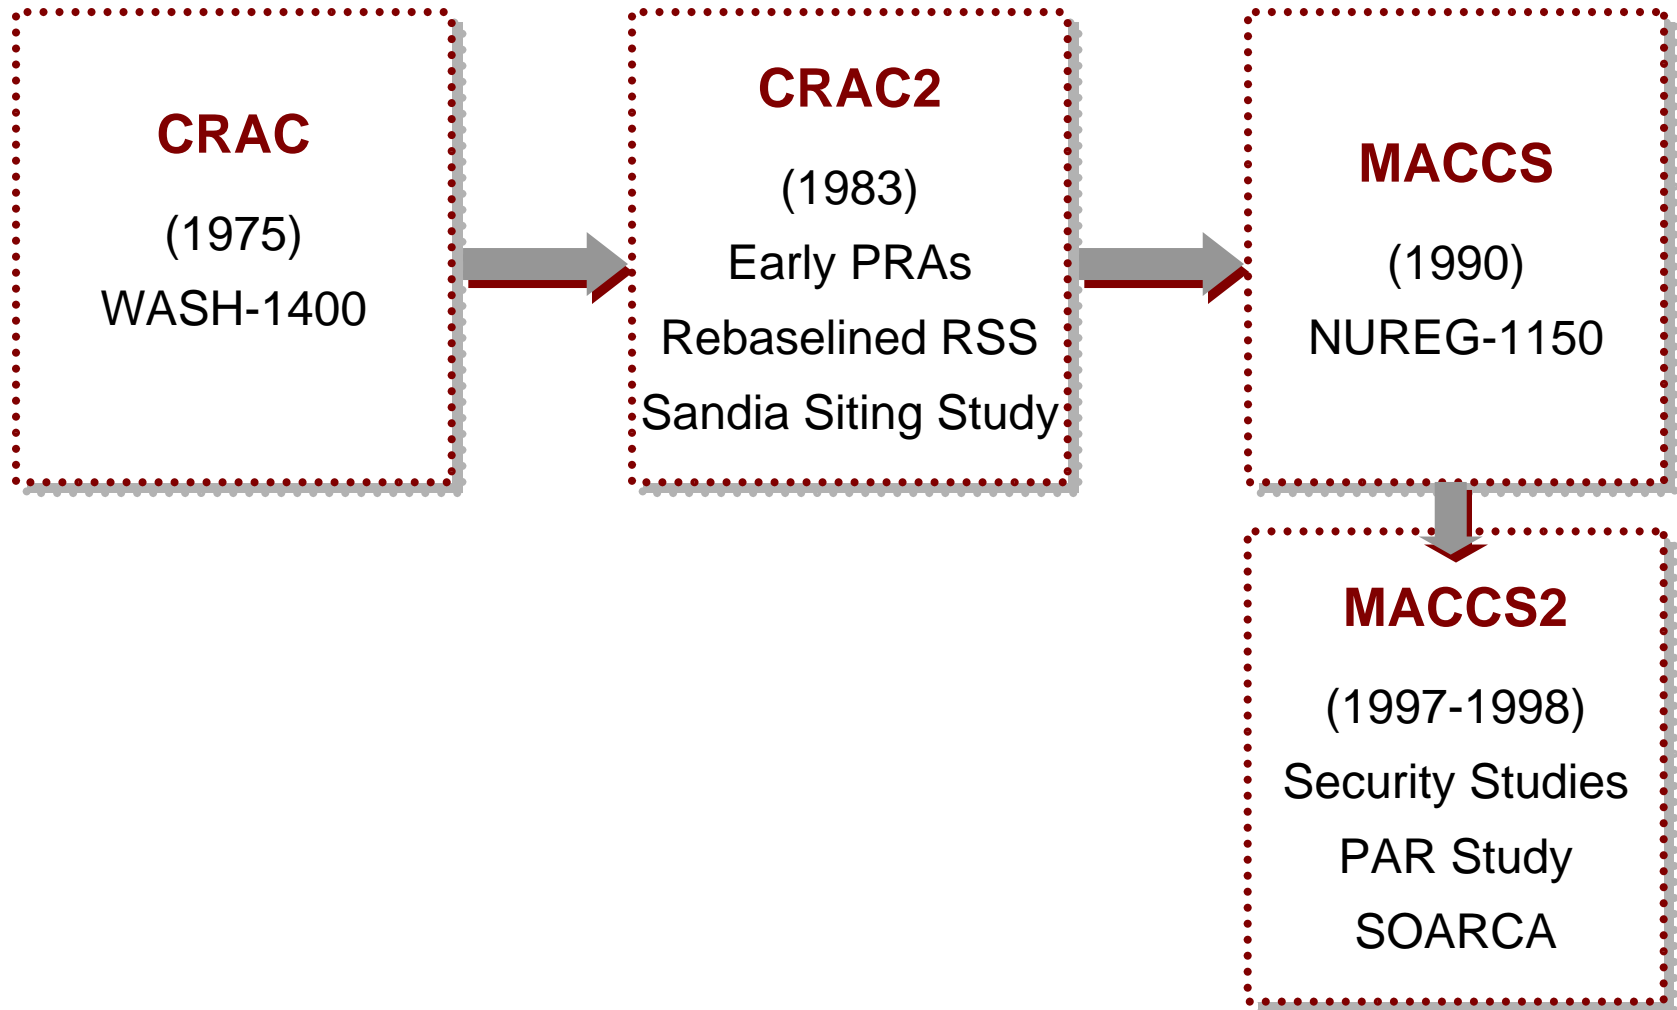 CRAC
(1975)
WASH-1400
CRAC2
(1983)
Early PRAs
Rebaselined RSS
Sandia Siting Study
MACCS
(1990)
NUREG-1150
MACCS2
(1997-1998)
Security Studies
PAR Study
SOARCA